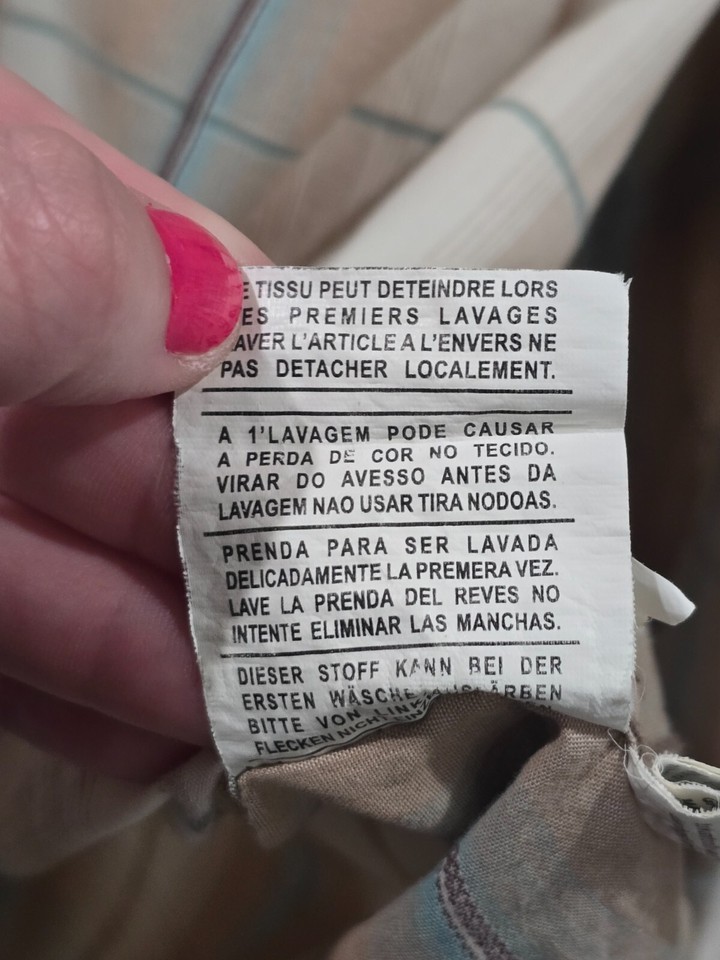 E TISSU PEUT DETEINDRE LORS
ES PREMIERS LAVAGES
AVER L'ARTICLE A L'ENVERS NE
PAS DETACHER LOCALEMENT.
A 1'LAVAGEM PODE CAUSAR
A PERDA DE COR NO TECIDO.
VIRAR DO AVESSO ANTES DA
LAVAGEM NAO USAR TIRA NODOAS.
PRENDA PARA SER LAVADA
DELICADAMENTE LA PREMERA VEZ.
LAVE LA PRENDA DEL REVES NO
INTENTE ELIMINAR LAS MANCHAS.
DIESER STOFF KANN BEI DER
ERSTEN WÄSCHE
BITTE VON
FLECKEN